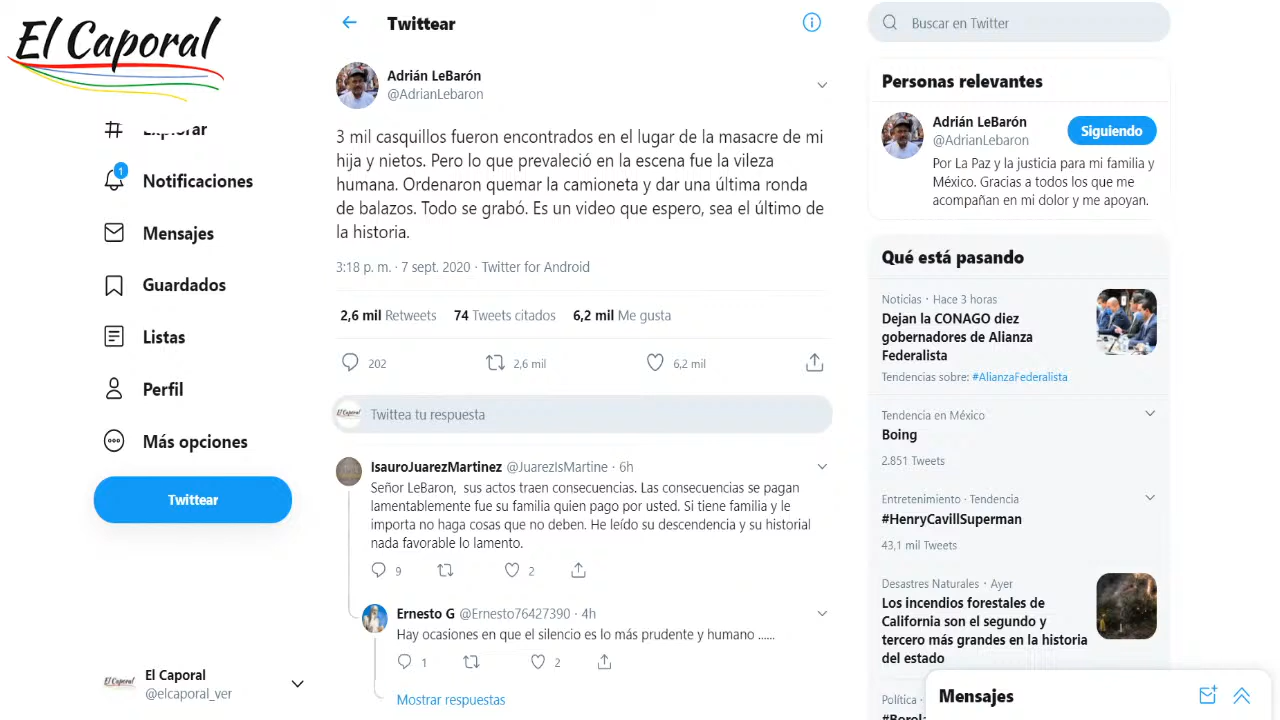 El Caporal
Explorar
1
Notificaciones
Mensajes
Guardados
Listas
Perfil
Más opciones
Twittear
El Caporal
@elcaporal_ver
Twittear
Adrián LeBarón
@AdrianLebaron
3 mil casquillos fueron encontrados en el lugar de la masacre de mi
hija y nietos. Pero lo que prevaleció en la escena fue la vileza
humana. Ordenaron quemar la camioneta y dar una última ronda
de balazos. Todo se grabó. Es un video que espero, sea el último de
la historia.
3:18 p. m. · 7 sept. 2020 · Twitter for Android
2,6 mil Retweets 74 Tweets citados 6,2 mil Me gusta
202 2,6 mil 6,2 mil
El Caporal Twittea tu respuesta
IsauroJuarezMartinez @JuarezIsMartine · 6h
Señor LeBaron, sus actos traen consecuencias. Las consecuencias se pagan
lamentablemente fue su familia quien pago por usted. Si tiene familia y le
importa no haga cosas que no deben. He leído su descendencia y su historial
nada favorable lo lamento.
9 2
Ernesto G @Ernesto76427390 · 4h
Hay ocasiones en que el silencio es lo más prudente y humano ......
1 2
Mostrar respuestas
Buscar en Twitter
Personas relevantes
Adrián LeBarón
@AdrianLebaron
Siguiendo
Por La Paz y la justicia para mi familia y
México. Gracias a todos los que me
acompañan en mi dolor y me apoyan.
Qué está pasando
Noticias · Hace 3 horas
Dejan la CONAGO diez
gobernadores de Alianza
Federalista
Tendencias sobre: #AlianzaFederalista
Tendencia en México
Boing
2.851 Tweets
Entretenimiento · Tendencia
#HenryCavillSuperman
43,1 mil Tweets
Desastres Naturales · Ayer
Los incendios forestales de
California son el segundo y
tercero más grandes en la historia
del estado
Política ·
Mensajes
El Caporal